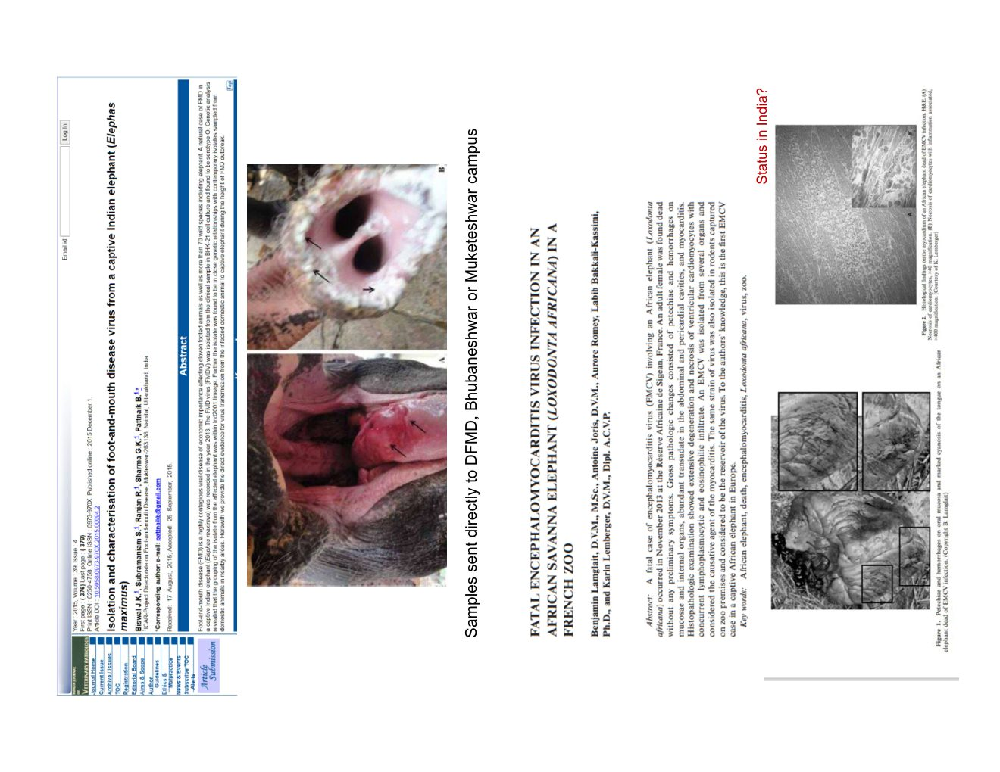 Email id
Log In
VETERINARY PATHOLOGY
Journal Home
Current Issue
Archive / Issues
TOC
Registration
Editorial Board
Aims & Scope
Author Guidelines
Ethics & Malpractice
News & Events
Subscribe TOC Alerts
Article
Submission
Year : 2015, Volume : 39, Issue : 4
First page : ( 376) Last page : ( 379)
Print ISSN : 0250-4758. Online ISSN : 0973-970X. Published online : 2015 December 1.
Article DOI : 10.5958/0973-970X.2015.00094.2
Isolation and characterisation of foot-and-mouth disease virus from a captive Indian elephant (Elephas
maximus)
Biswal J.K.1, Subramaniam S.1, Ranjan R.1, Sharma G.K.1, Pattnaik B.1,*
1ICAR-Project Directorate on Foot-and-mouth Disease, Mukteswar-263138, Nainital, Uttarakhand, India
*Corresponding author: e-mail: pattnaikb@gmail.com
Received: 17 August, 2015; Accepted: 25 September, 2015.
Abstract
Foot-and-mouth disease (FMD) is a highly contagious viral disease of economic importance affecting cloven footed animals as well as more than 70 wild species including elephant. A natural case of FMD in
a captive Indian elephant (Elephas maximus) was recorded in the year 2013. The FMD virus (FMDV) was isolated from the clinical sample in BHK-21 cell culture and found to be serotype O. Genetic analysis
revealed that the grouping of the isolate from the affected elephant was within Ind2001 lineage. Further the isolate was found to be in close genetic relationships with contemporary isolates sampled from
domestic animals in nearby areas. Herewith we provide the direct evidence for virus transmission from the infected domestic animal to captive elephant during the height of FMD outbreak.
Top
A
B
Samples sent directly to DFMD, Bhubaneshwar or Muketeshwar campus
FATAL ENCEPHALOMYOCARDITIS VIRUS INFECTION IN AN
AFRICAN SAVANNA ELEPHANT (LOXODONTA AFRICANA) IN A
FRENCH ZOO
Benjamin Lamglait, D.V.M., M.Sc., Antoine Joris, D.V.M., Aurore Romey, Labib Bakkali-Kassimi,
Ph.D., and Karin Lemberger, D.V.M., Dipl. A.C.V.P.
Abstract: A fatal case of encephalomyocarditis virus (EMCV) involving an African elephant (Loxodonta
africana) occurred in November 2013 at the Réserve Africaine de Sigean, France. An adult female was found dead
without any preliminary symptoms. Gross pathologic changes consisted of petechiae and hemorrhages on
mucosae and internal organs, abundant transudate in the abdominal and pericardial cavities, and myocarditis.
Histopathologic examination showed extensive degeneration and necrosis of ventricular cardiomyocytes with
concurrent lymphoplasmocytic and eosinophilic infiltrate. An EMCV was isolated from several organs and
considered the causative agent of the myocarditis. The same strain of virus was also isolated in rodents captured
on zoo premises and considered to be the reservoir of the virus. To the authors' knowledge, this is the first EMCV
case in a captive African elephant in Europe.
Key words: African elephant, death, encephalomyocarditis, Loxodonta africana, virus, zoo.
Status in India?
Figure 1. Petechiae and hemorrhages on oral mucosa and marked cyanosis of the tongue on an African
elephant dead of EMCV infection. (Copyright B. Lamglait)
A
B
Figure 2. Histological findings on the myocardium of an African elephant dead of EMCV infection. H&E. (A)
Necrosis of cardiomyocytes, ×40 magnification. (B) Necrosis of cardiomyocytes with inflammation associated,
×400 magnification. (Courtesy of K. Lemberger)